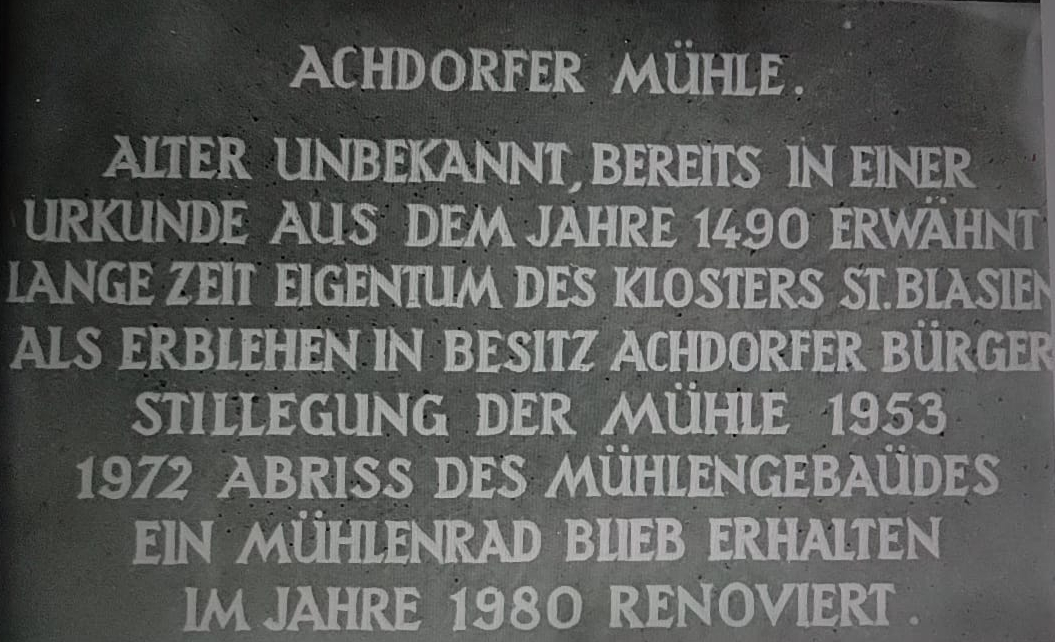 ACHDORFER MÜHLE.
ALTER UNBEKANNT, BEREITS IN EINER
URKUNDE AUS DEM JAHRE 1490 ERWÄHNT
LANGE ZEIT EIGENTUM DES KLOSTERS ST. BLASIEN
ALS ERBLEHEN IN BESITZ ACHDORFER BÜRGER
STILLEGUNG DER MÜHLE 1953
1972 ABRISS DES MÜHLENGEBAÜDES
EIN MÜHLENRAD BLIEB ERHALTEN
IM JAHRE 1980 RENOVIERT.